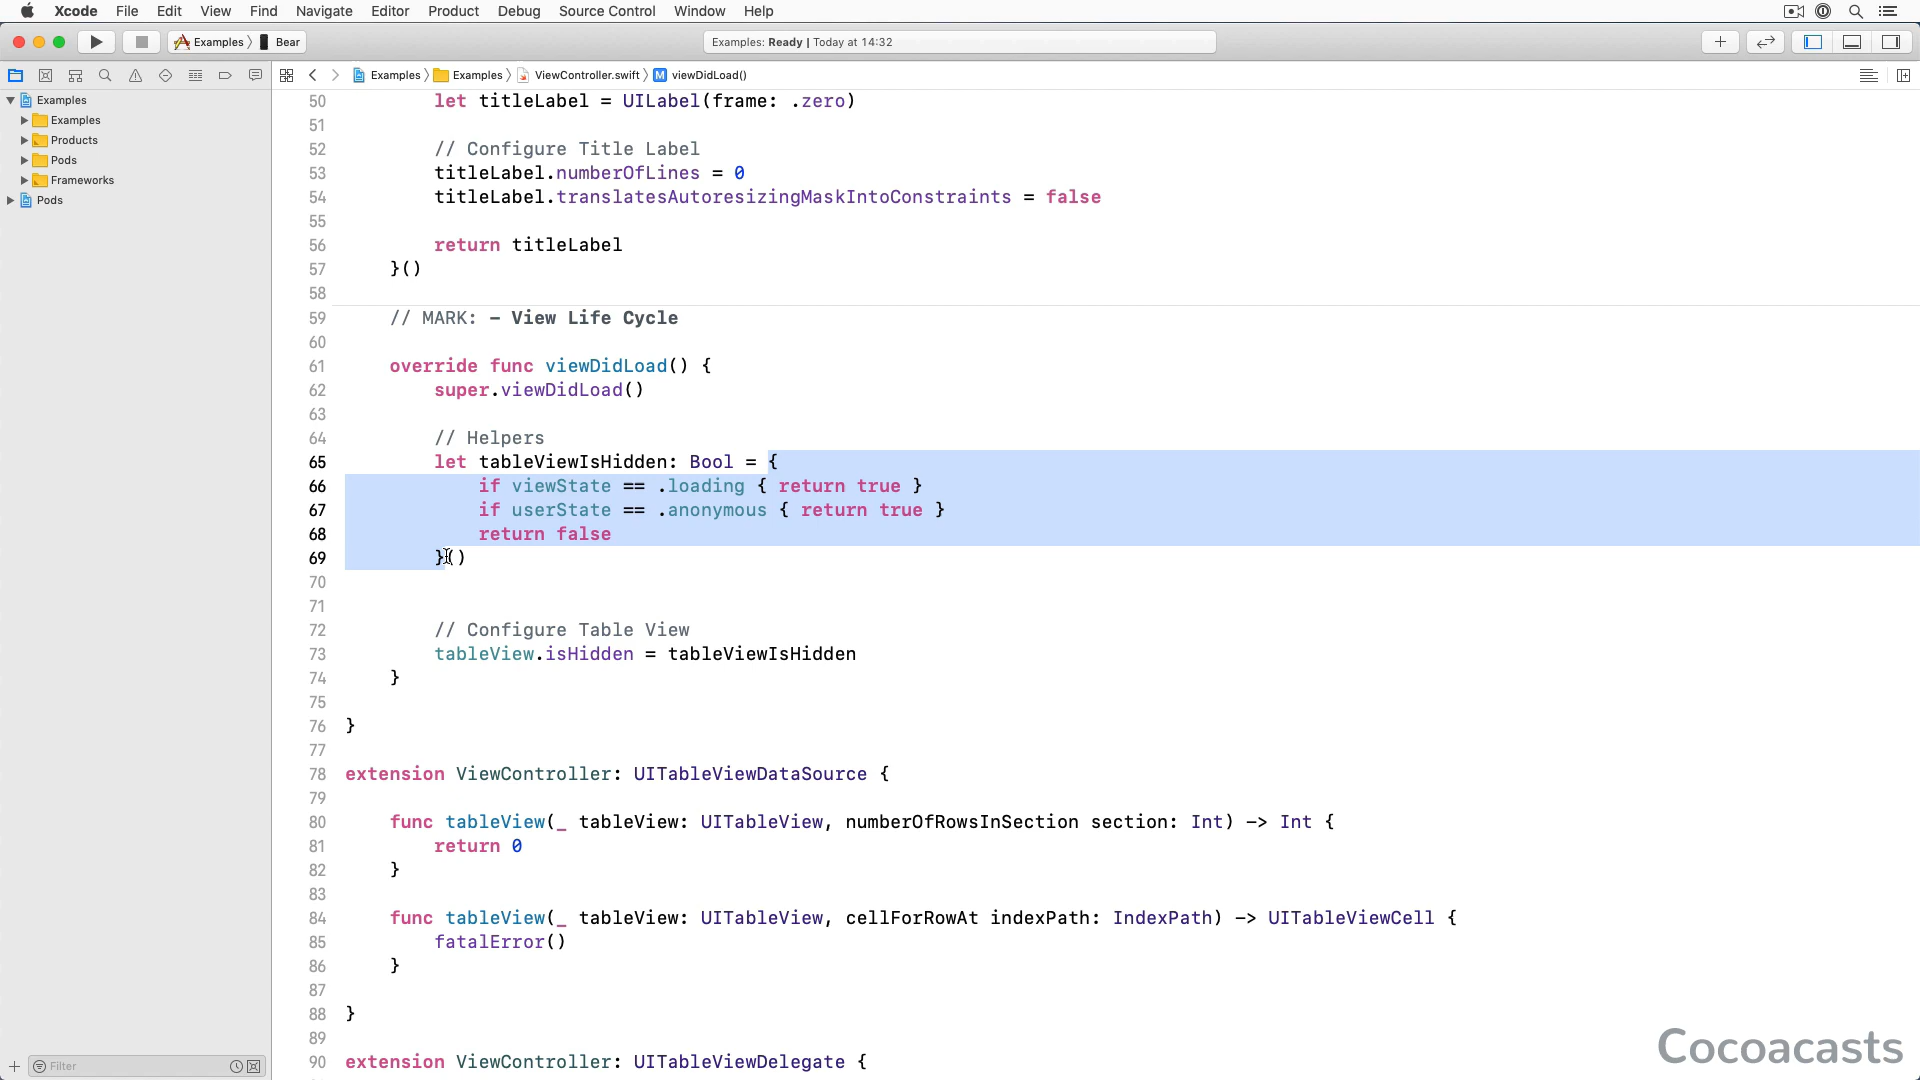 Xcode File Edit View Find Navigate Editor Product Debug Source Control Window Help
Examples Bear
Examples: Ready | Today at 14:32
Examples Examples ViewController.swift M viewDidLoad()
Examples
Examples
Products
Pods
Frameworks
Pods
Filter
50 let titleLabel = UILabel(frame: .zero)
51
52 // Configure Title Label
53 titleLabel.numberOfLines = 0
54 titleLabel.translatesAutoresizingMaskIntoConstraints = false
55
56 return titleLabel
57 }()
58
59 // MARK: – View Life Cycle
60
61 override func viewDidLoad() {
62 super.viewDidLoad()
63
64 // Helpers
65 let tableViewIsHidden: Bool = {
66 if viewState == .loading { return true }
67 if userState == .anonymous { return true }
68 return false
69 }()
70
71
72 // Configure Table View
73 tableView.isHidden = tableViewIsHidden
74 }
75
76 }
77
78 extension ViewController: UITableViewDataSource {
79
80 func tableView(_ tableView: UITableView, numberOfRowsInSection section: Int) -> Int {
81 return 0
82 }
83
84 func tableView(_ tableView: UITableView, cellForRowAt indexPath: IndexPath) -> UITableViewCell {
85 fatalError()
86 }
87
88 }
89
90 extension ViewController: UITableViewDelegate {
Cocoacasts